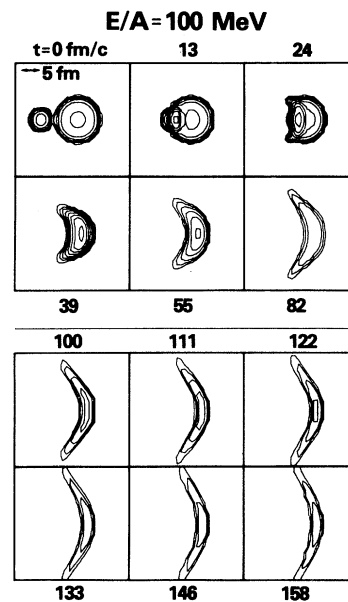 E/A = 100 MeV
t=0 fm/c 13 24
↔5 fm
39 55 82
100 111 122
133 146 158